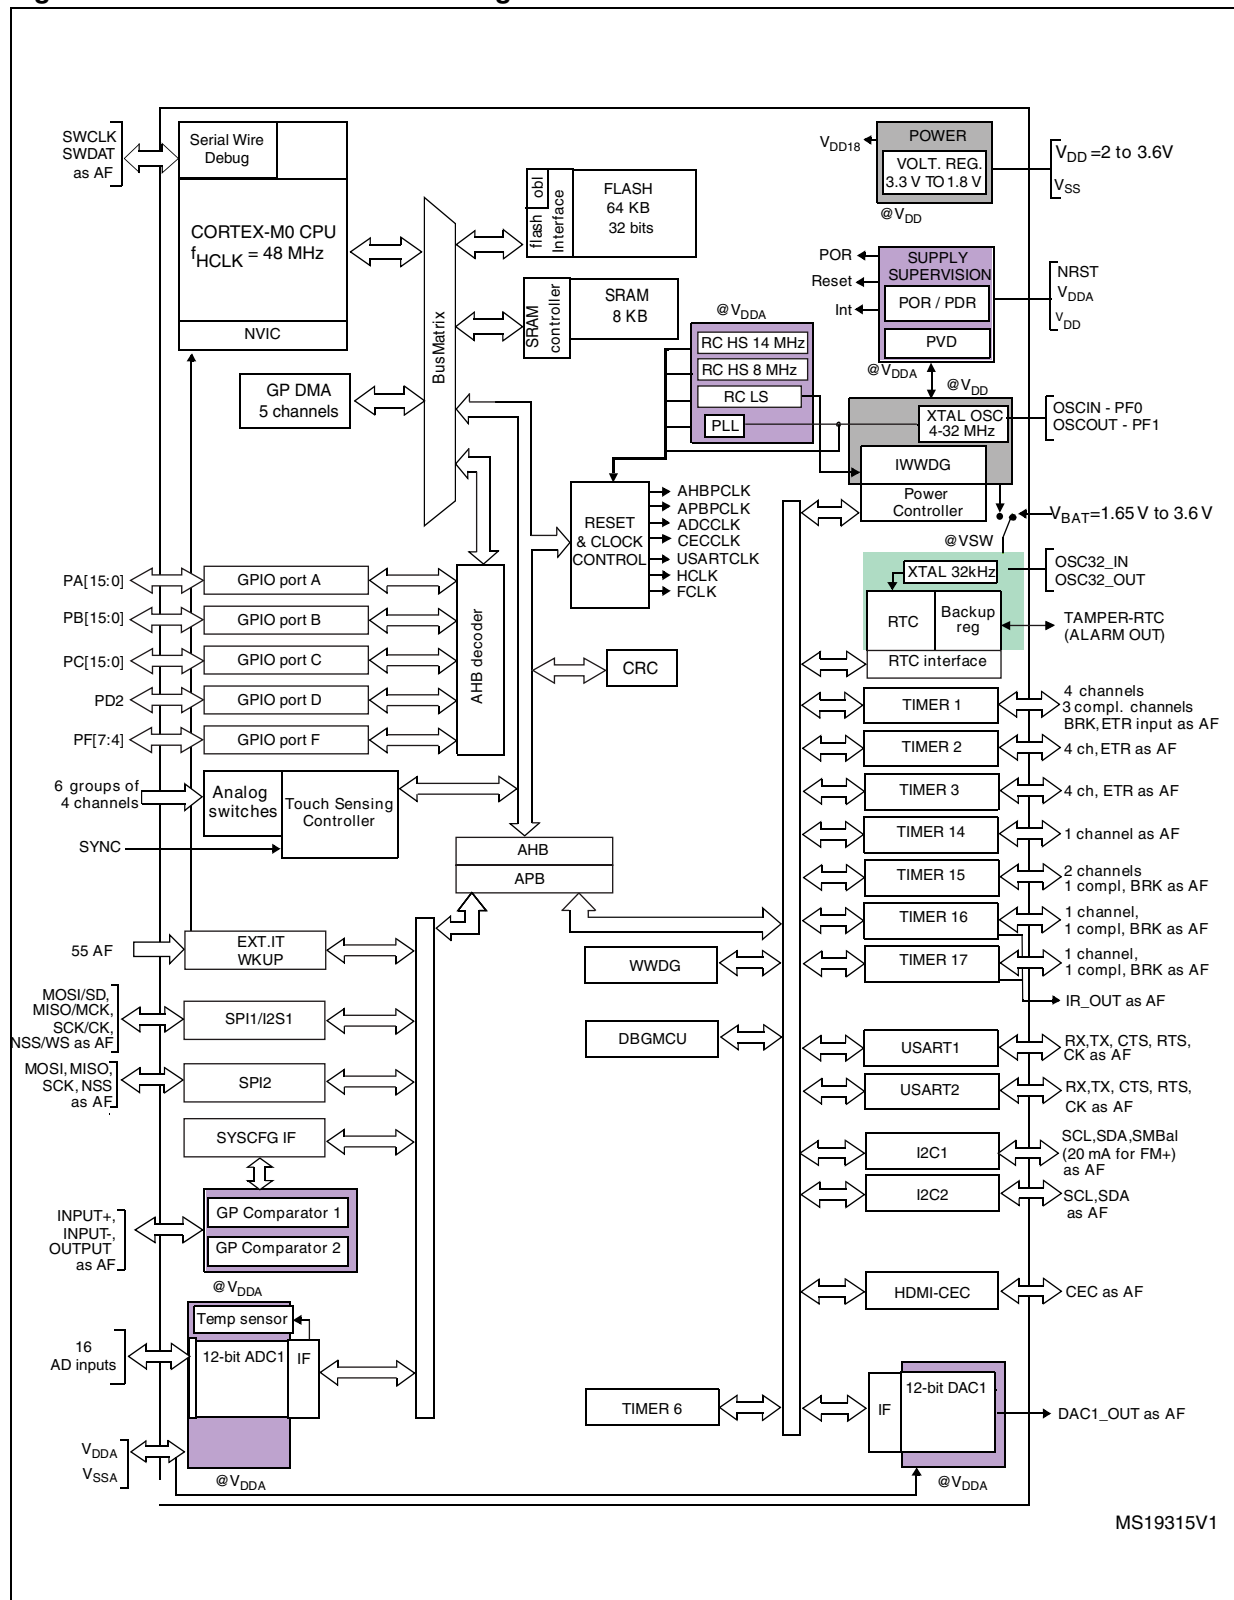 SWCLK
SWDAT
as AF
Serial Wire
Debug
CORTEX-M0 CPU
fHCLK = 48 MHz
NVIC
GP DMA
5 channels
BusMatrix
flash
obl
Interface
FLASH
64 KB
32 bits
SRAM
controller
SRAM
8 KB
@VDDA
RC HS 14 MHz
RC HS 8 MHz
RC LS
PLL
VDD18
POWER
VOLT. REG.
3.3 V TO 1.8 V
@VDD
VDD =2 to 3.6V
VSS
POR
Reset
Int
SUPPLY
SUPERVISION
POR / PDR
PVD
@VDDA
NRST
VDDA
VDD
@VDD
XTAL OSC
4-32 MHz
OSCIN - PF0
OSCOUT - PF1
IWWDG
Power
Controller
VBAT=1.65 V to 3.6 V
@VSW
RESET
& CLOCK
CONTROL
AHBPCLK
APBPCLK
ADCCLK
CECCLK
USARTCLK
HCLK
FCLK
XTAL 32kHz
OSC32_IN
OSC32_OUT
RTC
Backup
reg
RTC interface
TAMPER-RTC
(ALARM OUT)
PA[15:0]
GPIO port A
PB[15:0]
GPIO port B
PC[15:0]
GPIO port C
PD2
GPIO port D
PF[7:4]
GPIO port F
AHB decoder
CRC
6 groups of
4 channels
Analog
switches
Touch Sensing
Controller
SYNC
AHB
APB
TIMER 1
4 channels
3 compl. channels
BRK,ETR input as AF
TIMER 2
4 ch,ETR as AF
TIMER 3
4 ch, ETR as AF
TIMER 14
1 channel as AF
TIMER 15
2 channels
1 compl, BRK as AF
TIMER 16
1 channel,
1 compl, BRK as AF
TIMER 17
1 channel,
1 compl, BRK as AF
IR_OUT as AF
55 AF
EXT.IT
WKUP
WWDG
MOSI/SD,
MISO/MCK,
SCK/CK,
NSS/WS as AF
SPI1/I2S1
DBGMCU
USART1
RX,TX, CTS, RTS,
CK as AF
MOSI, MISO,
SCK, NSS
as AF
SPI2
USART2
RX,TX, CTS, RTS,
CK as AF
SYSCFG IF
I2C1
SCL,SDA,SMBal
(20 mA for FM+)
as AF
I2C2
SCL,SDA
as AF
INPUT+,
INPUT-,
OUTPUT
as AF
GP Comparator 1
GP Comparator 2
@VDDA
HDMI-CEC
CEC as AF
Temp sensor
16
AD inputs
12-bit ADC1
IF
TIMER 6
IF
12-bit DAC1
DAC1_OUT as AF
VDDA
VSSA
@VDDA
@VDDA
MS19315V1